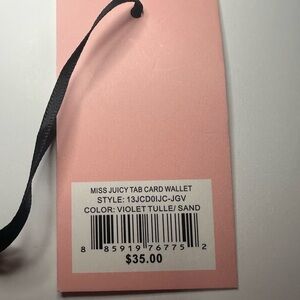 MISS JUICY TAB CARD WALLET
STYLE: 13JCD0IJC-JGV
COLOR: VIOLET TULLE/ SAND
8 85919 76775 2
$35.00